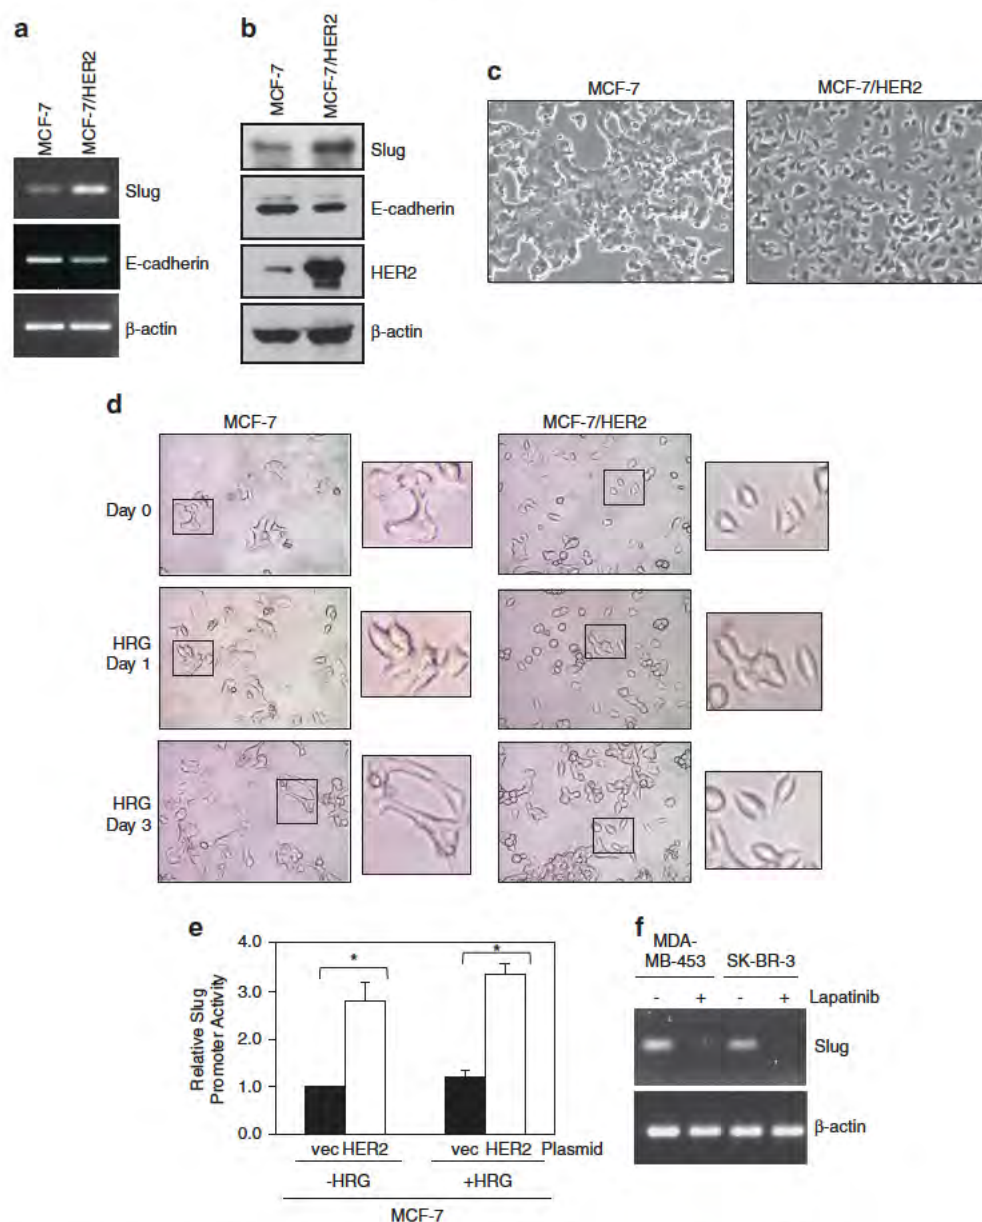 a
MCF-7
MCF-7/HER2
Slug
E-cadherin
β-actin
b
MCF-7
MCF-7/HER2
Slug
E-cadherin
HER2
β-actin
c
MCF-7
MCF-7/HER2
d
MCF-7
MCF-7/HER2
Day 0
HRG
Day 1
HRG
Day 3
e
4.0
3.0
2.0
1.0
0.0
Relative Slug
Promoter Activity
*
*
vec HER2
vec HER2
Plasmid
-HRG
+HRG
MCF-7
f
MDA-
MB-453
SK-BR-3
- + - + Lapatinib
Slug
β-actin